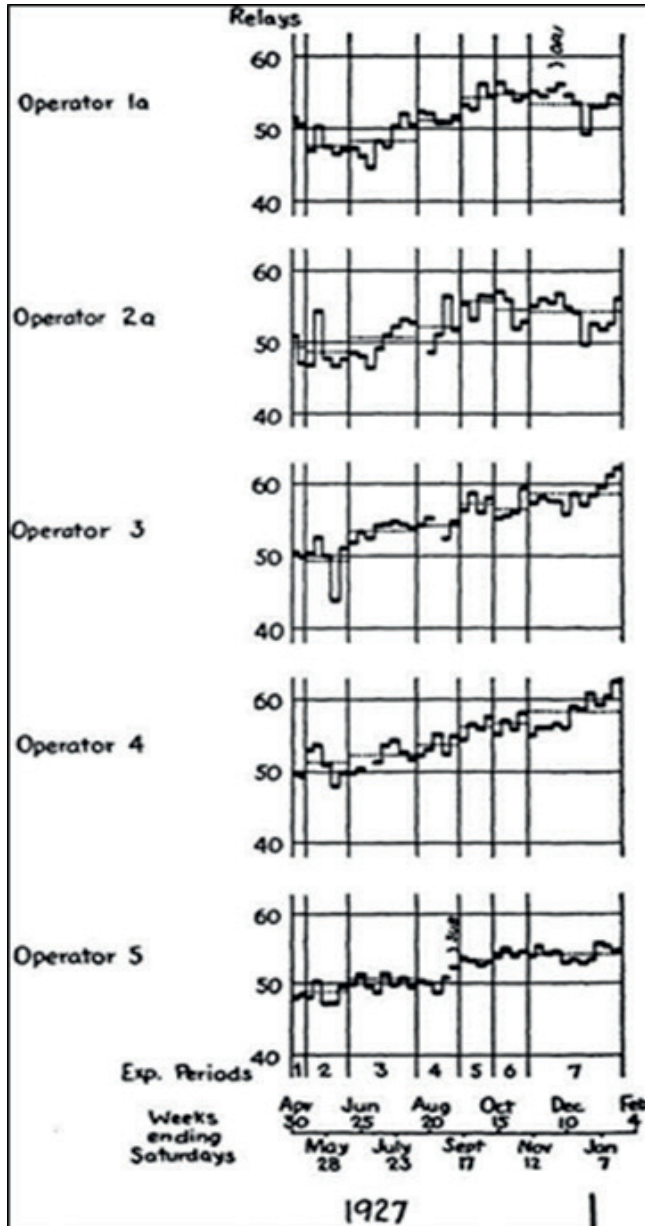 Relays
60
Operator 1a
50
40
60
Operator 2a
50
40
60
Operator 3
50
40
60
Operator 4
50
40
60
Operator 5
50
40
Exp. Periods 1 2 3 4 5 6 7
Apr 30 Jun 25 Aug 20 Oct 15 Dec 10 Feb 4
Weeks ending Saturdays
May 28 July 23 Sept 17 Nov 12 Jan 7
1927